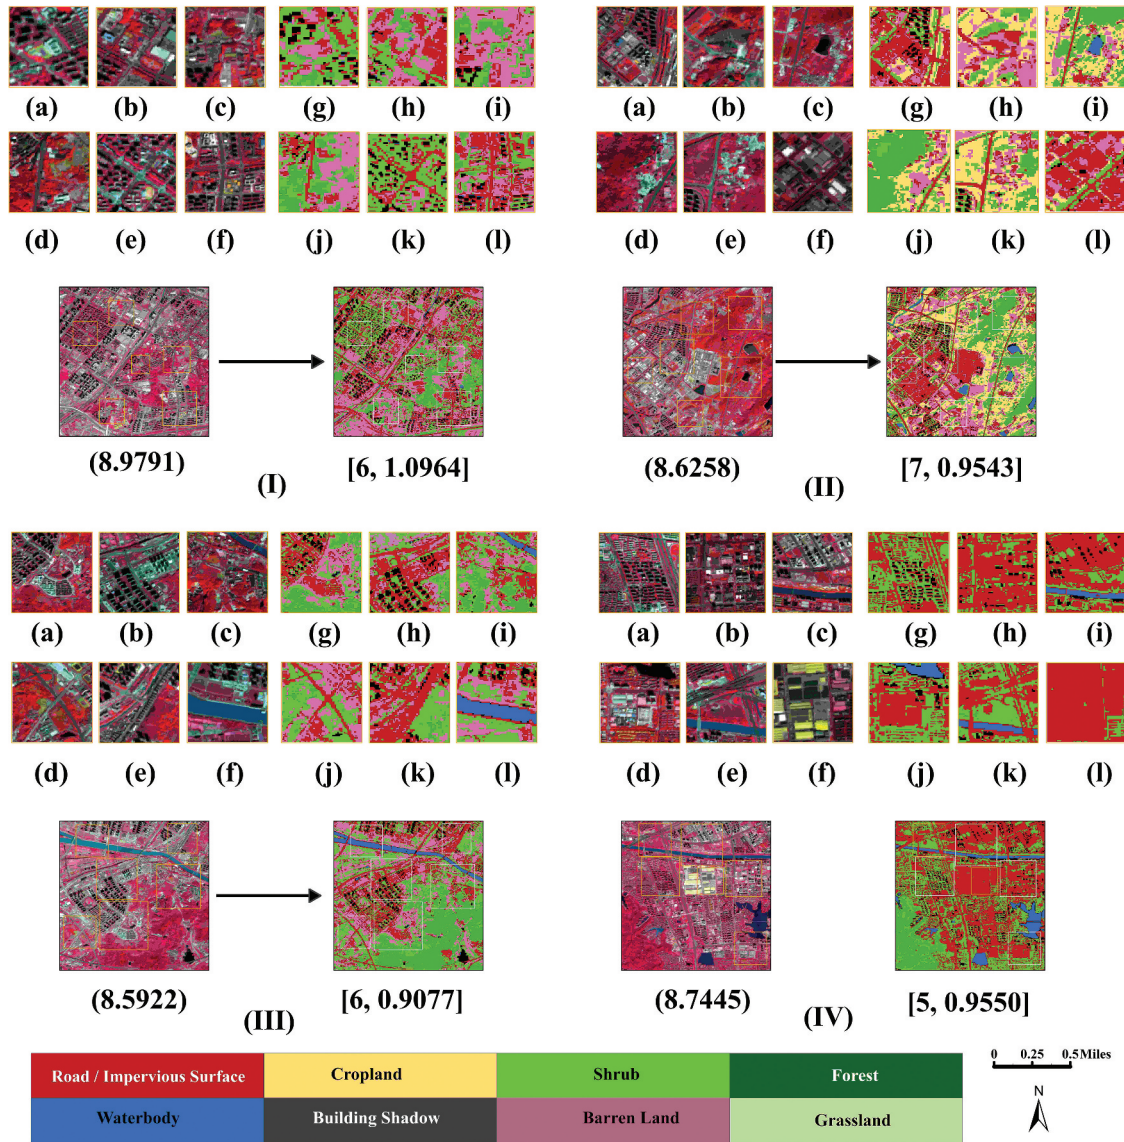 (a) (b) (c) (g) (h) (i)
(d) (e) (f) (j) (k) (l)
(8.9791) [6, 1.0964]
(I)
(a) (b) (c) (g) (h) (i)
(d) (e) (f) (j) (k) (l)
(8.6258) [7, 0.9543]
(II)
(a) (b) (c) (g) (h) (i)
(d) (e) (f) (j) (k) (l)
(8.5922) [6, 0.9077]
(III)
(a) (b) (c) (g) (h) (i)
(d) (e) (f) (j) (k) (l)
(8.7445) [5, 0.9550]
(IV)
Road / Impervious Surface Cropland Shrub Forest
Waterbody Building Shadow Barren Land Grassland
0 0.25 0.5 Miles
N